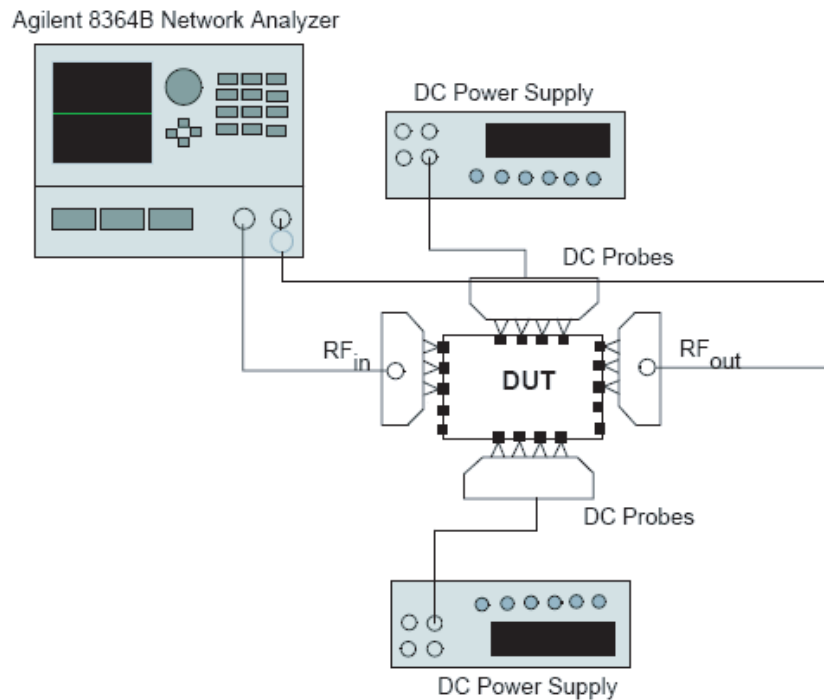 Agilent 8364B Network Analyzer
DC Power Supply
DC Probes
RFin
RFout
DUT
DC Probes
DC Power Supply